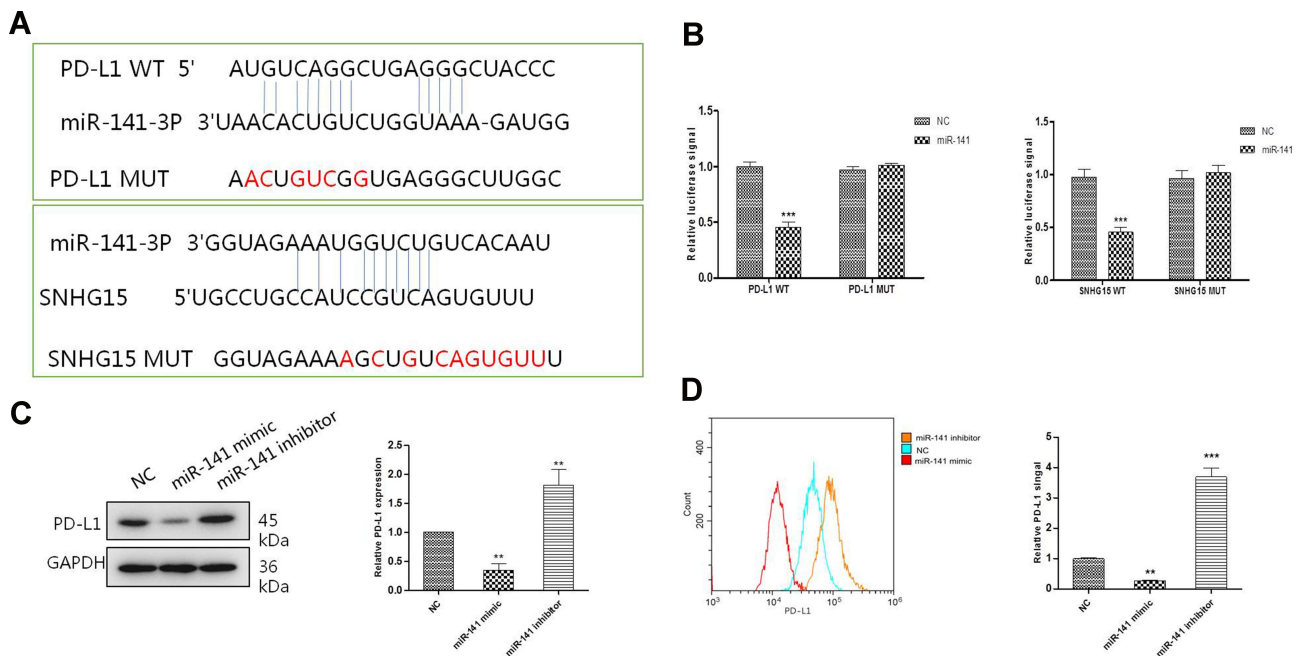 A
PD-L1 WT 5' AUGUCAGGCUGAGGGCUACCC
miR-141-3P 3'UAACACUGUCUGGUAAA-GAUGG
PD-L1 MUT AACUGUCGGUGAGGGCUUGGC
miR-141-3P 3'GGUAGAAAUGGUCUGUCACAAU
SNHG15 5'UGCCUGCCAUCCGUCAGUGUUU
SNHG15 MUT GGUAGAAAAGCUGUCAGUGUUU
B
Relative luciferase signal
1.5
1.0
0.5
0.0
***
PD-L1 WT
PD-L1 MUT
NC
miR-141
Relative luciferase signal
1.5
1.0
0.5
0.0
***
SNHG15 WT
SNHG15 MUT
NC
miR-141
C
NC
miR-141 mimic
miR-141 inhibitor
PD-L1
45
kDa
GAPDH
36
kDa
Relative PD-L1 expression
2.5
2.0
1.5
1.0
0.5
0.0
**
**
NC
miR-141 mimic
miR-141 inhibitor
D
Count
400
200
10³
10⁴
10⁵
10⁶
PD-L1
miR-141 inhibitor
NC
miR-141 mimic
Relative PD-L1 singal
5
4
3
2
1
0
**
***
NC
miR-141 mimic
miR-141 inhibitor